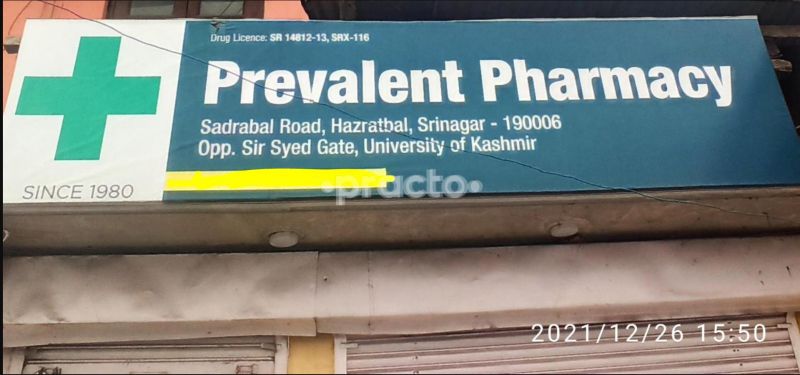 Drug Licence: SR 14812-13, SRX-116
Prevalent Pharmacy
Sadrabal Road, Hazratbal, Srinagar - 190006
Opp. Sir Syed Gate, University of Kashmir
SINCE 1980
•practo•
2021/12/26 15:50